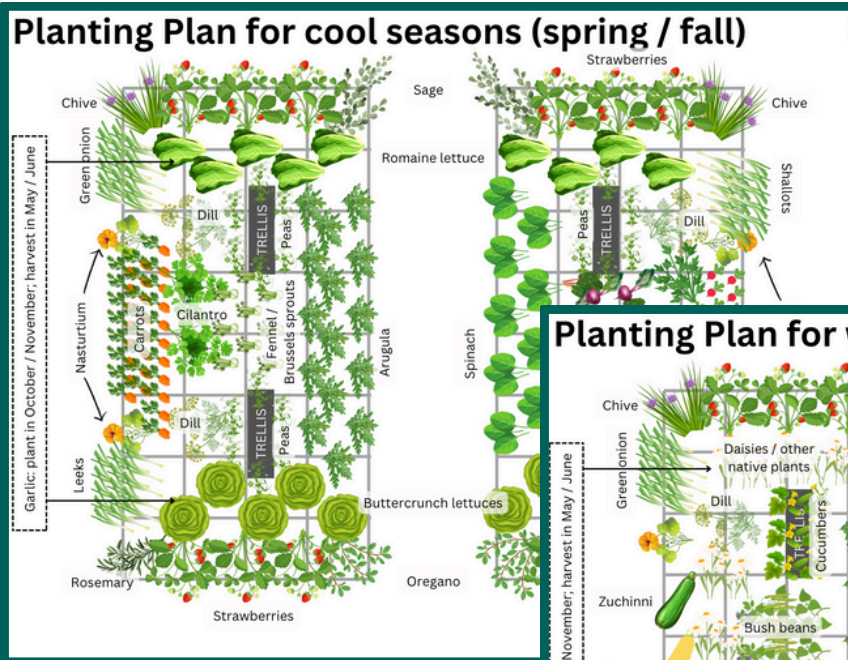 Planting Plan for cool seasons (spring / fall)
Strawberries
Chive
Sage
Chive
Green onion
Romaine lettuce
Shallots
Garlic: plant in October / November; harvest in May / June
Dill
TRELLIS
Peas
Peas
TRELLIS
Dill
Nasturtium
Carrots
Cilantro
Fennel /
Brussels sprouts
Arugula
Spinach
Dill
TRELLIS
Peas
Leeks
Buttercrunch lettuces
Rosemary
Oregano
Strawberries
Planting Plan for
Chive
Green onion
Daisies / other
native plants
November; harvest in May / June
Dill
TRELLIS
Cucumbers
Zuchinni
Bush beans